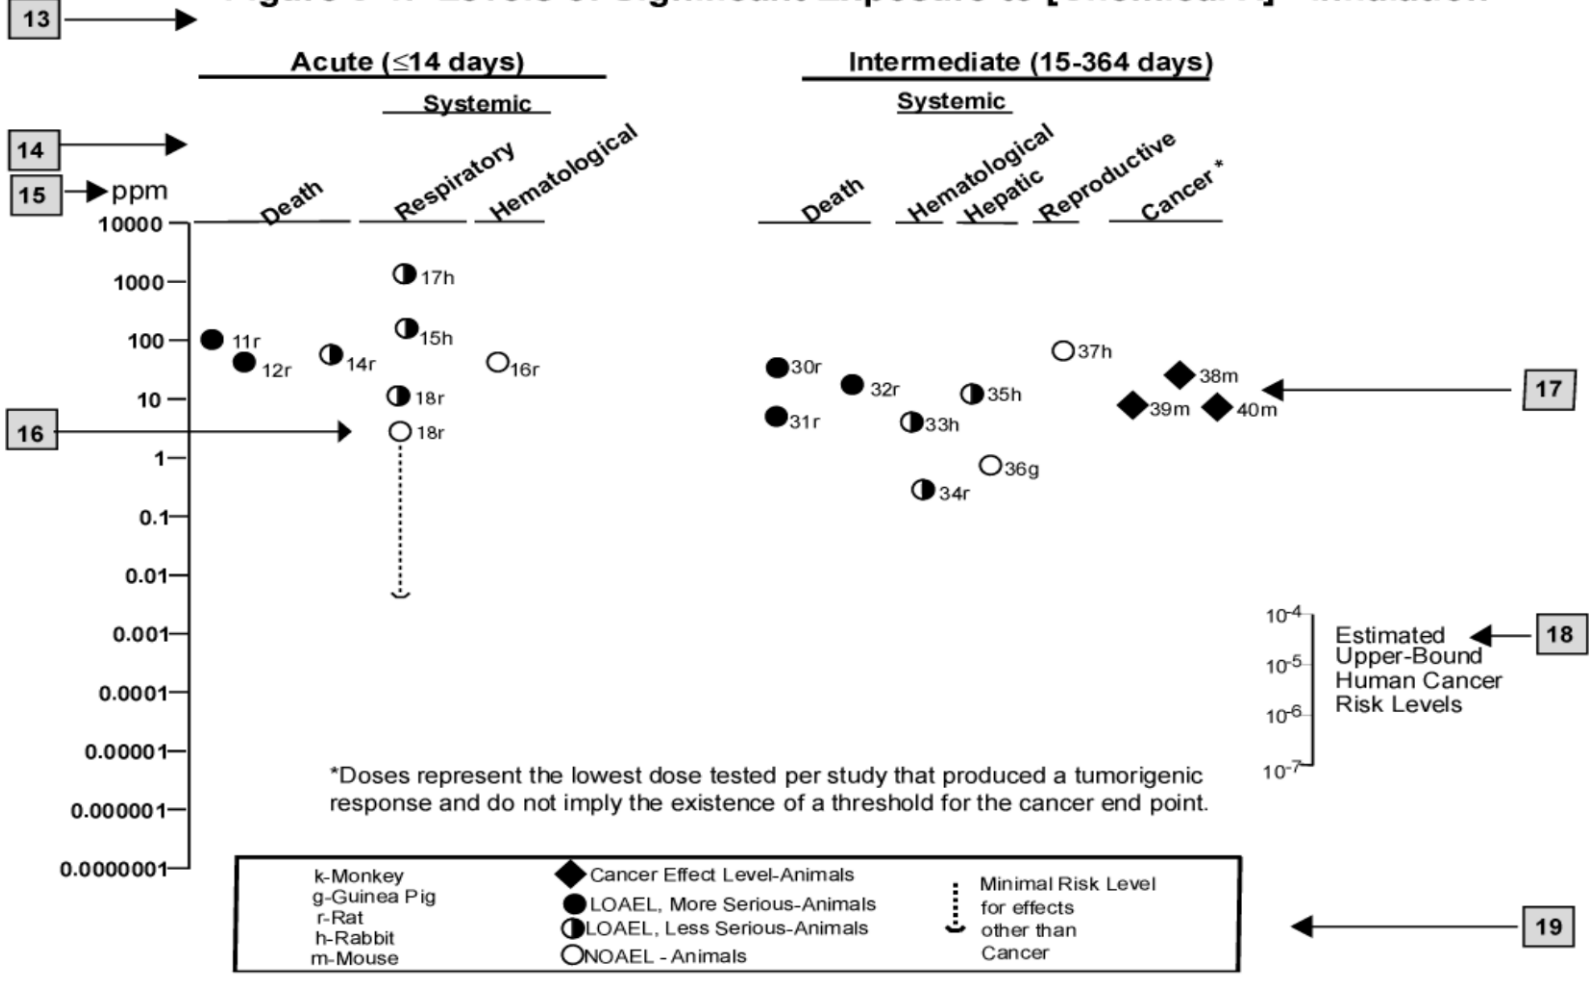 13
Acute (≤14 days)
Intermediate (15-364 days)
Systemic
Systemic
14
15
ppm
Death
Respiratory
Hematological
Death
Hematological
Hepatic
Reproductive
Cancer*
10000
1000
100
10
1
0.1
0.01
0.001
0.0001
0.00001
0.000001
0.0000001
17h
15h
11r
12r
14r
16r
18r
18r
16
30r
32r
31r
33h
35h
34r
36g
37h
38m
39m
40m
17
10-4
10-5
10-6
10-7
Estimated
Upper-Bound
Human Cancer
Risk Levels
18
*Doses represent the lowest dose tested per study that produced a tumorigenic
response and do not imply the existence of a threshold for the cancer end point.
k-Monkey
g-Guinea Pig
r-Rat
h-Rabbit
m-Mouse
Cancer Effect Level-Animals
LOAEL, More Serious-Animals
LOAEL, Less Serious-Animals
NOAEL - Animals
Minimal Risk Level
for effects
other than
Cancer
19